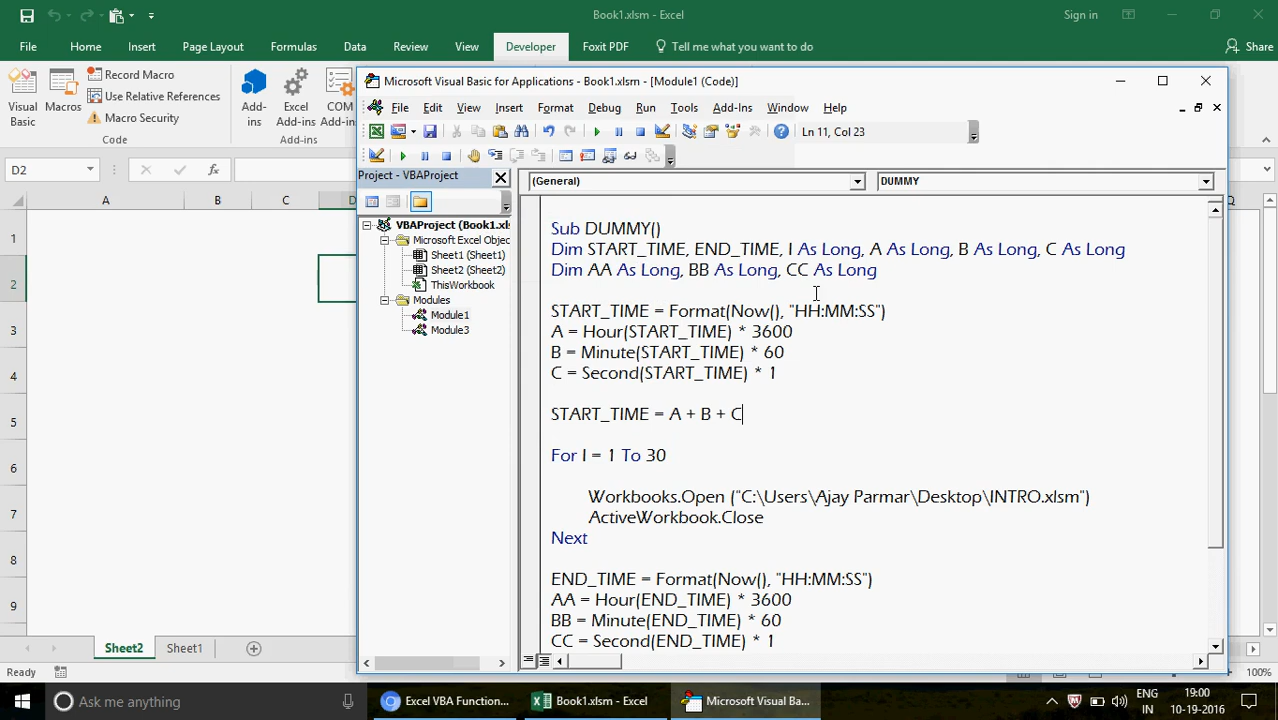 Book1.xlsm - Excel
Sign in
File Home Insert Page Layout Formulas Data Review View Developer Foxit PDF Tell me what you want to do Share
Visual Basic
Macros
Record Macro
Use Relative References
Macro Security
Code
Add-ins
Excel Add-ins
COM Add-in
D2
A B C D Q
1
2
3
4
5
6
7
8
9
Microsoft Visual Basic for Applications - Book1.xlsm - [Module1 (Code)]
File Edit View Insert Format Debug Run Tools Add-Ins Window Help
Ln 11, Col 23
Project - VBAProject
VBAProject (Book1.xls
Microsoft Excel Objec
Sheet1 (Sheet1)
Sheet2 (Sheet2)
ThisWorkbook
Modules
Module1
Module3
(General) DUMMY
Sub DUMMY()
Dim START_TIME, END_TIME, I As Long, A As Long, B As Long, C As Long
Dim AA As Long, BB As Long, CC As Long
START_TIME = Format(Now(), "HH:MM:SS")
A = Hour(START_TIME) * 3600
B = Minute(START_TIME) * 60
C = Second(START_TIME) * 1
START_TIME = A + B + C
For I = 1 To 30
Workbooks.Open ("C:\Users\Ajay Parmar\Desktop\INTRO.xlsm")
ActiveWorkbook.Close
Next
END_TIME = Format(Now(), "HH:MM:SS")
AA = Hour(END_TIME) * 3600
BB = Minute(END_TIME) * 60
CC = Second(END_TIME) * 1
Sheet2 Sheet1
Ready
100%
Ask me anything
Excel VBA Function...
Book1.xlsm - Excel
Microsoft Visual Ba...
ENG
IN
19:00
10-19-2016